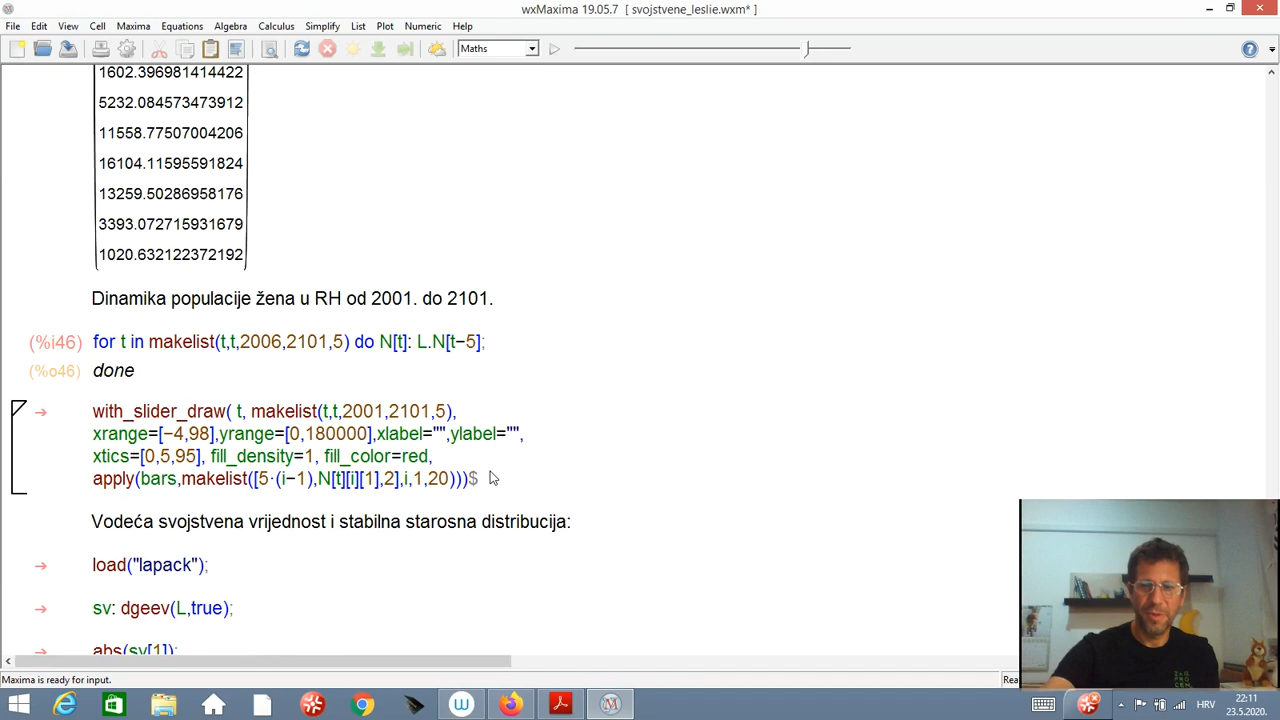 wxMaxima 19.05.7 [ svojstvene_leslie.wxm* ]
File Edit View Cell Maxima Equations Algebra Calculus Simplify List Plot Numeric Help
Maths
1602.396981414422
5232.084573473912
11558.77507004206
16104.11595591824
13259.50286958176
3393.072715931679
1020.632122372192
Dinamika populacije žena u RH od 2001. do 2101.
(%i46) for t in makelist(t,t,2006,2101,5) do N[t]: L.N[t−5];
(%o46) done
with_slider_draw( t, makelist(t,t,2001,2101,5),
xrange=[−4,98],yrange=[0,180000],xlabel="",ylabel="",
xtics=[0,5,95], fill_density=1, fill_color=red,
apply(bars,makelist([5·(i−1),N[t][i][1],2],i,1,20)))$
Vodeća svojstvena vrijednost i stabilna starosna distribucija:
load("lapack");
sv: dgeev(L,true);
abs(sv[1]);
Maxima is ready for input.
Rea
HRV
22:11
23.5.2020.